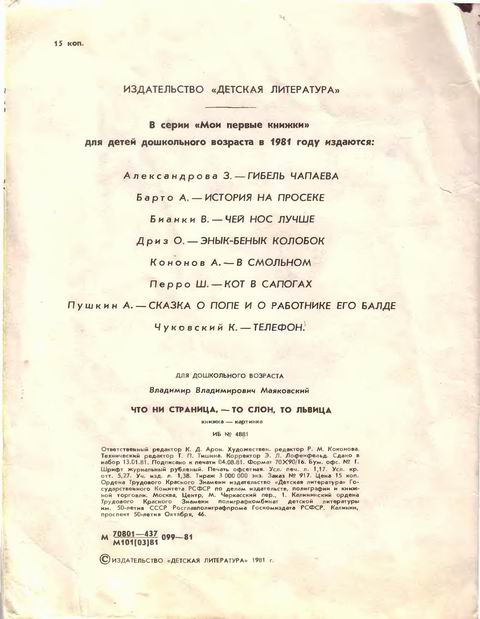 15 коп.
ИЗДАТЕЛЬСТВО «ДЕТСКАЯ ЛИТЕРАТУРА»
В серии «Мои первые книжки»
для детей дошкольного возраста в 1981 году издаются:
Александрова З. — ГИБЕЛЬ ЧАПАЕВА
Барто А. — ИСТОРИЯ НА ПРОСЕКЕ
Бианки В. — ЧЕЙ НОС ЛУЧШЕ
Дриз О. — ЭНЫК-БЕНЫК КОЛОБОК
Кононов А. — В СМОЛЬНОМ
Перро Ш. — КОТ В САПОГАХ
Пушкин А. — СКАЗКА О ПОПЕ И О РАБОТНИКЕ ЕГО БАЛДЕ
Чуковский К. — ТЕЛЕФОН.
ДЛЯ ДОШКОЛЬНОГО ВОЗРАСТА
Владимир Владимирович Маяковский
ЧТО НИ СТРАНИЦА, — ТО СЛОН, ТО ЛЬВИЦА
книжка — картинка
ИБ № 4881
Ответственный редактор К. Д. Арон. Художествен. редактор Р. М. Кононова.
Технический редактор Т. П. Тишина. Корректор Э. Л. Лофенфельд. Сдано в
набор 13.01.81. Подписано к печати 04.08.81. Формат 70X90/16. Бум. офс. № 1.
Шрифт журнальный рубленый. Печать офсетная. Усл. печ. л. 1,17. Усл. кр.
отт. 5,27. Уч. изд. л. 1,38. Тираж 3 000 000 экз. Заказ № 917. Цена 15 коп.
Ордена Трудового Красного Знамени издательство «Детская литература» Го-
сударственного Комитета РСФСР по делам издательств, полиграфии и книж-
ной торговли. Москва, Центр, М. Черкасский пер., 1. Калининский ордена
Трудового Красного Знамени полиграфкомбинат детской литературы
им. 50-летия СССР Росглавполиграфпрома Госкомиздата РСФСР. Калинин,
проспект 50-летия Октября, 46.
М 70801—437 099—81
М101(03)81
© ИЗДАТЕЛЬСТВО «ДЕТСКАЯ ЛИТЕРАТУРА» 1981 г.